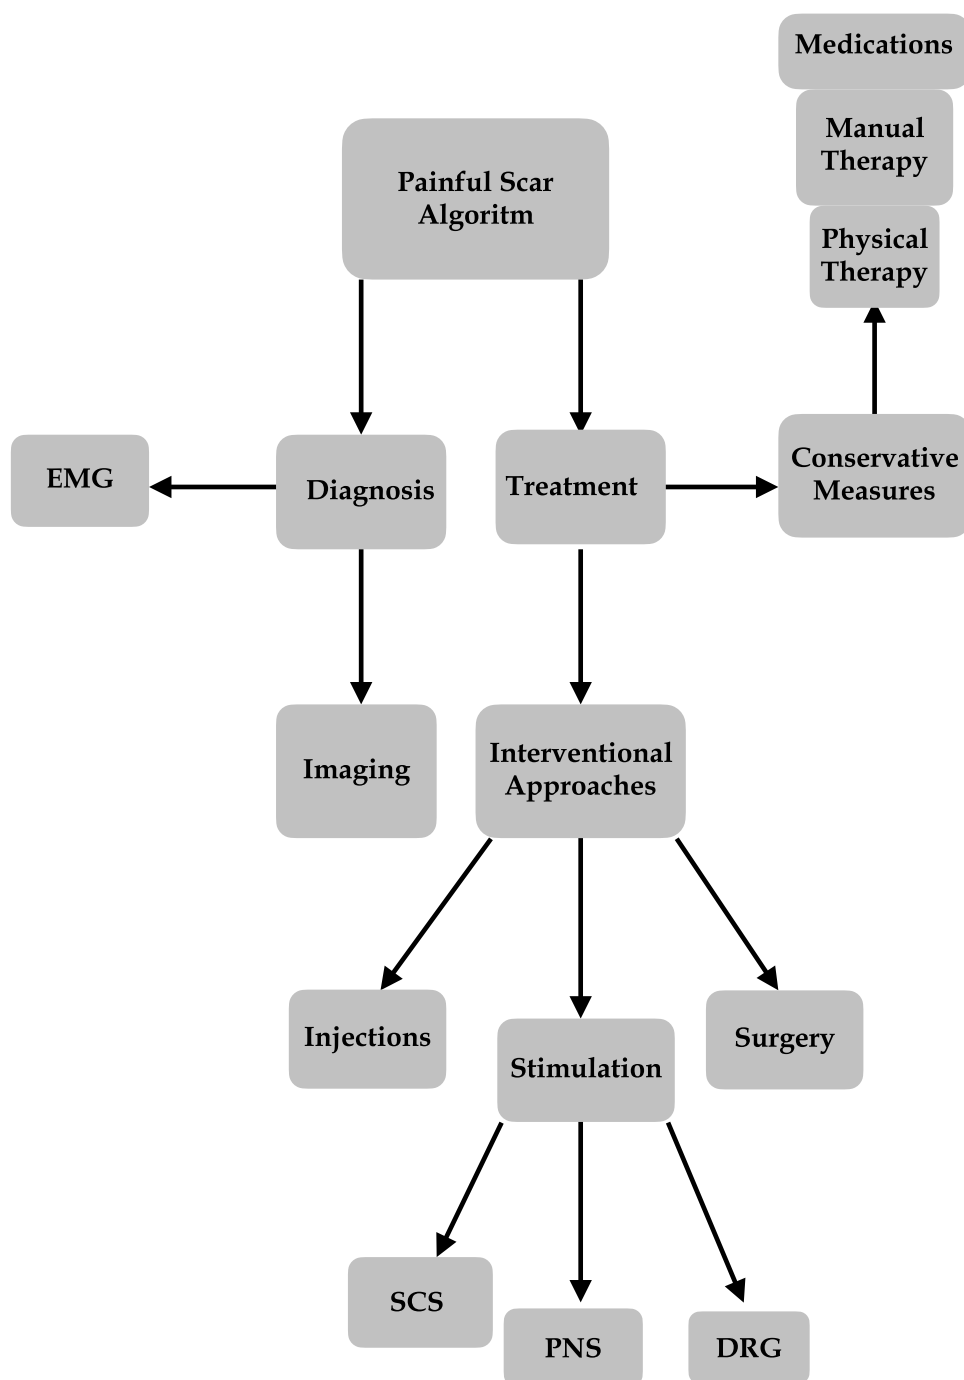 Medications
Manual
Therapy
Painful Scar
Algoritm
Physical
Therapy
EMG
Diagnosis
Treatment
Conservative
Measures
Imaging
Interventional
Approaches
Injections
Stimulation
Surgery
SCS
PNS
DRG